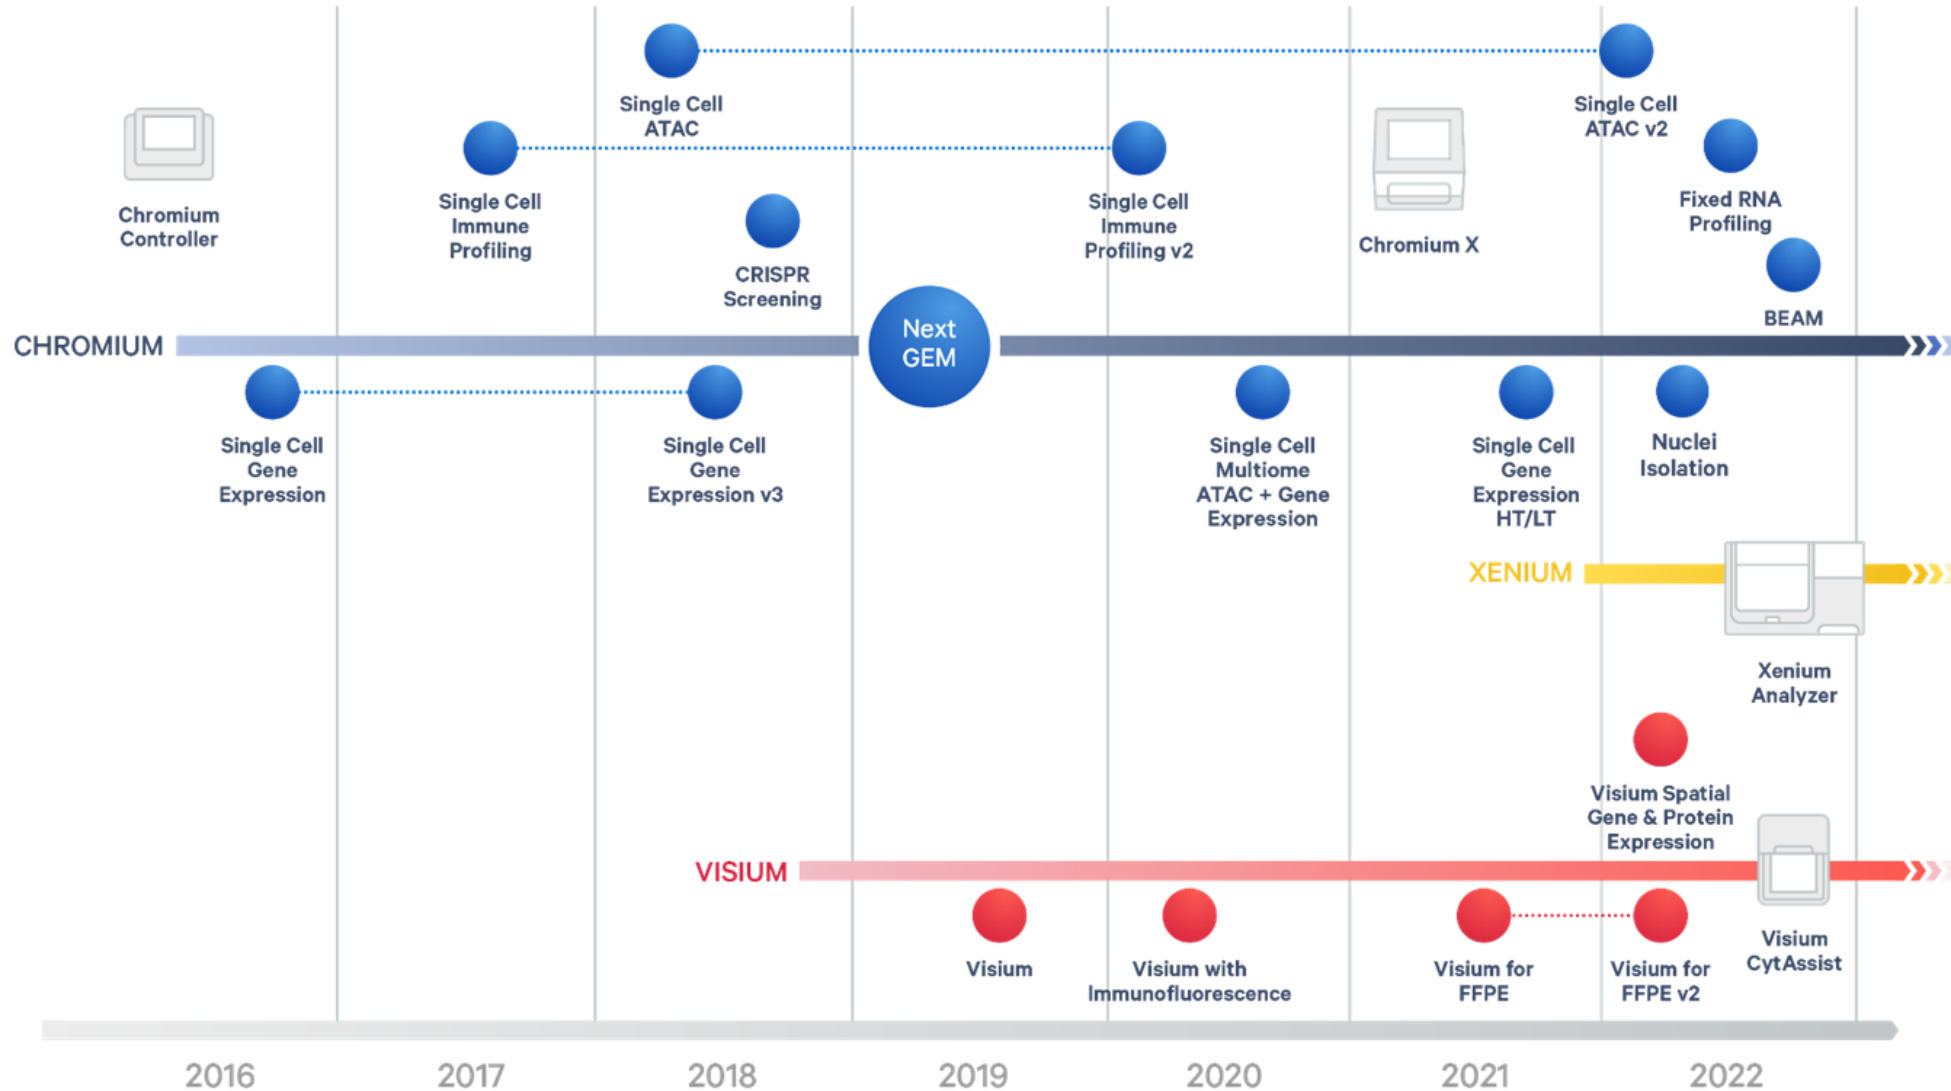 Single Cell
ATAC
Single Cell
ATAC v2
Chromium
Controller
Single Cell
Immune
Profiling
CRISPR
Screening
Single Cell
Immune
Profiling v2
Chromium X
Fixed RNA
Profiling
BEAM
CHROMIUM
Next
GEM
Single Cell
Gene
Expression
Single Cell
Gene
Expression v3
Single Cell
Multiome
ATAC + Gene
Expression
Single Cell
Gene
Expression
HT/LT
Nuclei
Isolation
XENIUM
Xenium
Analyzer
Visium Spatial
Gene & Protein
Expression
VISIUM
Visium
Visium with
Immunofluorescence
Visium for
FFPE
Visium for
FFPE v2
Visium
CytAssist
2016
2017
2018
2019
2020
2021
2022